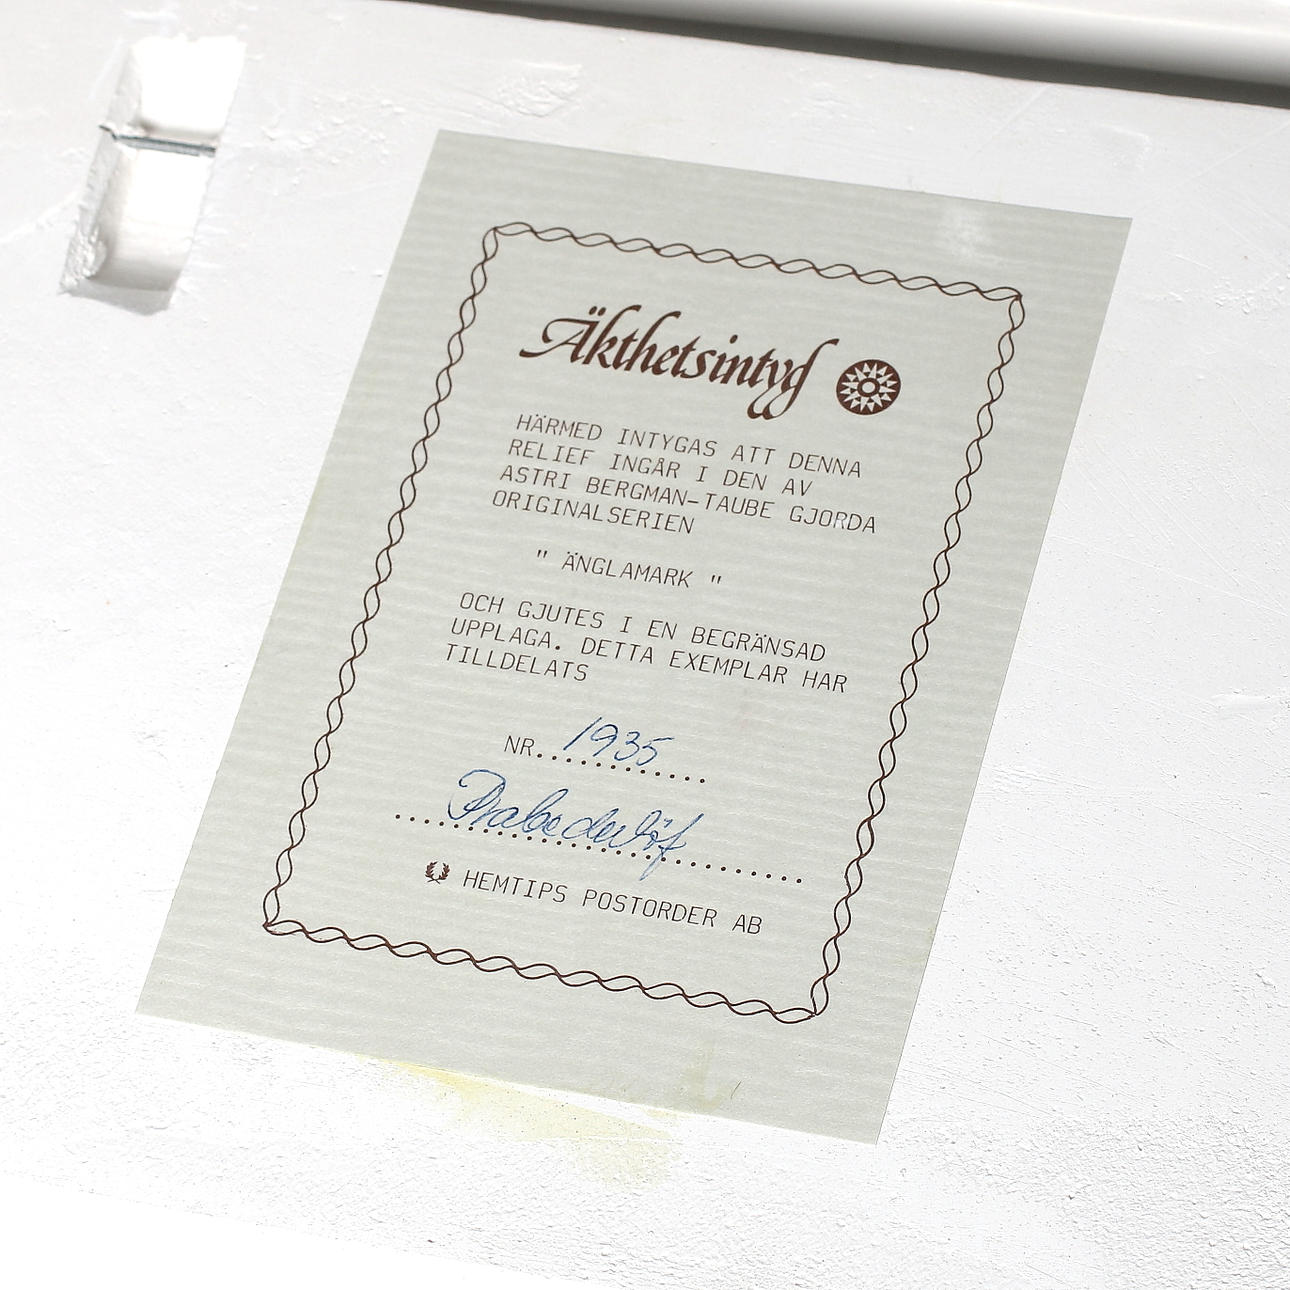 Äkthetsintyg
HÄRMED INTYGAS ATT DENNA
RELIEF INGÅR I DEN AV
ASTRI BERGMAN-TAUBE GJORDA
ORIGINALSERIEN
" ÄNGLAMARK "
OCH GJUTES I EN BEGRÄNSAD
UPPLAGA. DETTA EXEMPLAR HAR
TILLDELATS
NR. 1935
HEMTIPS POSTORDER AB